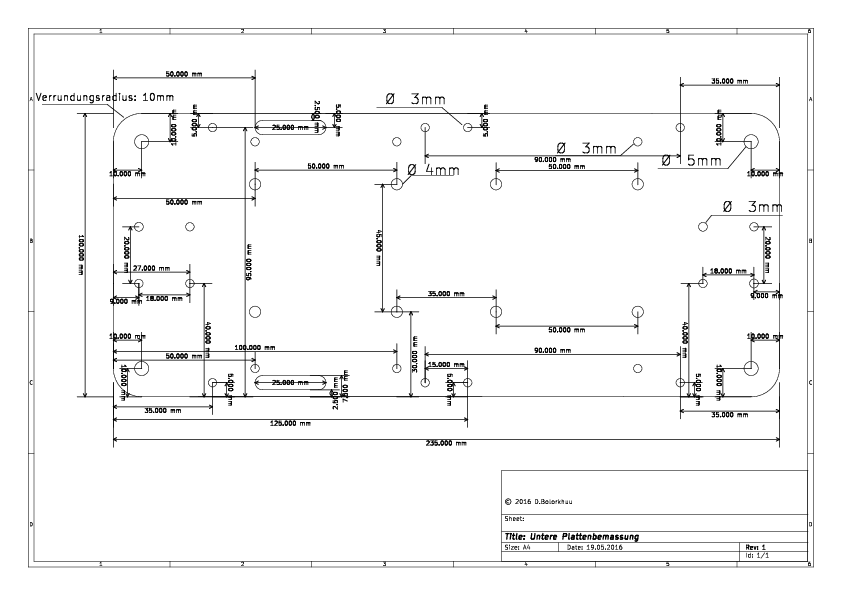 1 2 3 4 5 6
50.000 mm
35.000 mm
A
Verrundungsradius: 10mm
Ø 3mm
A
2.500 mm
5.000 mm
5.000 mm
10.000 mm
5.000 mm
10.000 mm
25.000 mm
Ø 3mm
90.000 mm
Ø 5mm
50.000 mm
50.000 mm
Ø 4mm
10.000 mm
10.000 mm
50.000 mm
Ø 3mm
B
B
100.000 mm
20.000 mm
95.000 mm
45.000 mm
20.000 mm
27.000 mm
18.000 mm
18.000 mm
9.000 mm
9.000 mm
35.000 mm
40.000 mm
40.000 mm
50.000 mm
10.000 mm
10.000 mm
100.000 mm
90.000 mm
50.000 mm
30.000 mm
15.000 mm
C
C
10.000 mm
5.000 mm
25.000 mm
2.500 mm
7.500 mm
5.000 mm
5.000 mm
10.000 mm
35.000 mm
35.000 mm
125.000 mm
235.000 mm
© 2016 D.Bolorkhuu
Sheet:
D
D
Title: Untere Plattenbemassung
Size: A4 Date: 19.05.2016 Rev: 1
Id: 1/1
1 2 3 4 5 6